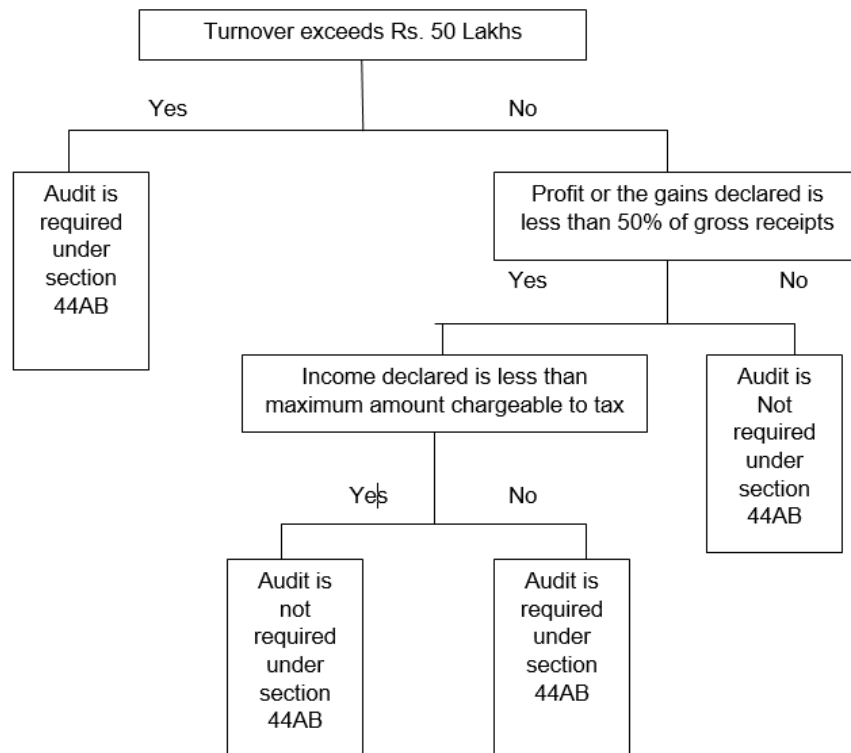 Turnover exceeds Rs. 50 Lakhs
Yes
No
Audit is
required
under
section
44AB
Profit or the gains declared is
less than 50% of gross receipts
Yes
No
Income declared is less than
maximum amount chargeable to tax
Audit is
Not
required
under
section
44AB
Yes
No
Audit is
not
required
under
section
44AB
Audit is
required
under
section
44AB